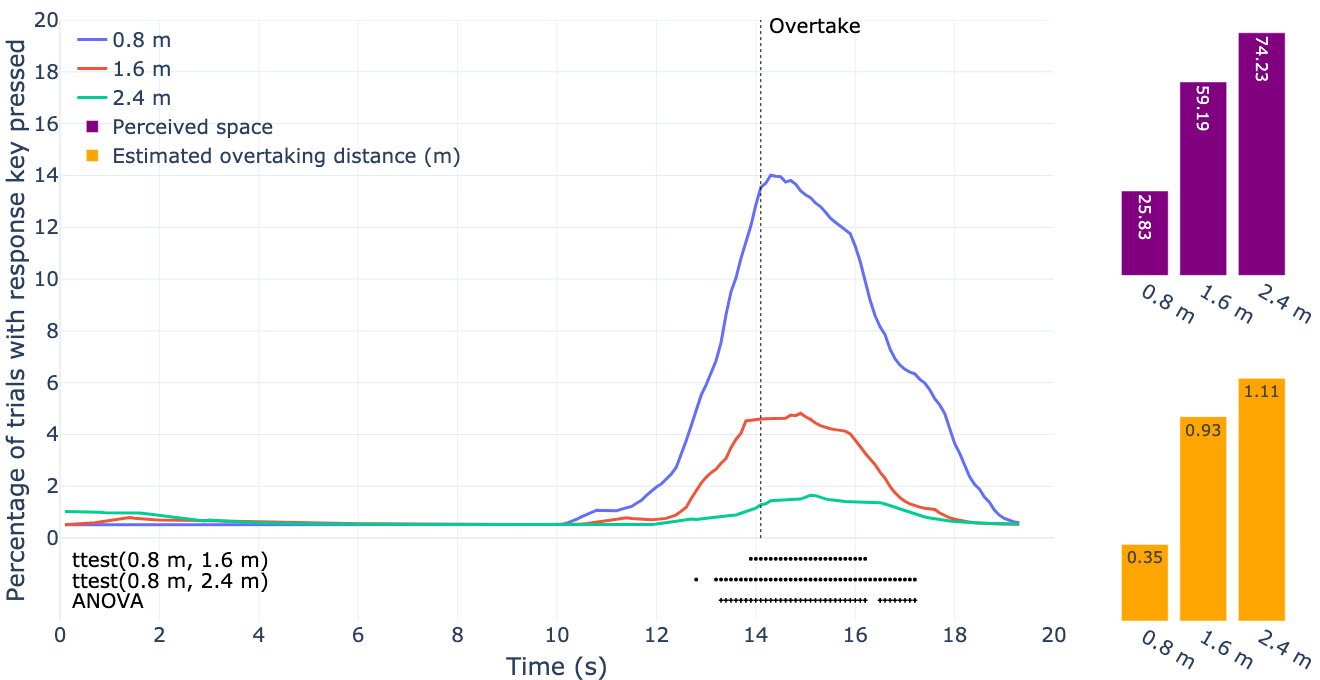 Percentage of trials with response key pressed
20
18
16
14
12
10
8
6
4
2
0
Overtake
0.8 m
1.6 m
2.4 m
Perceived space
Estimated overtaking distance (m)
ttest(0.8 m, 1.6 m)
ttest(0.8 m, 2.4 m)
ANOVA
0 2 4 6 8 10 12 14 16 18 20
Time (s)
25.83 59.19 74.23
0.8 m 1.6 m 2.4 m
0.35 0.93 1.11
0.8 m 1.6 m 2.4 m